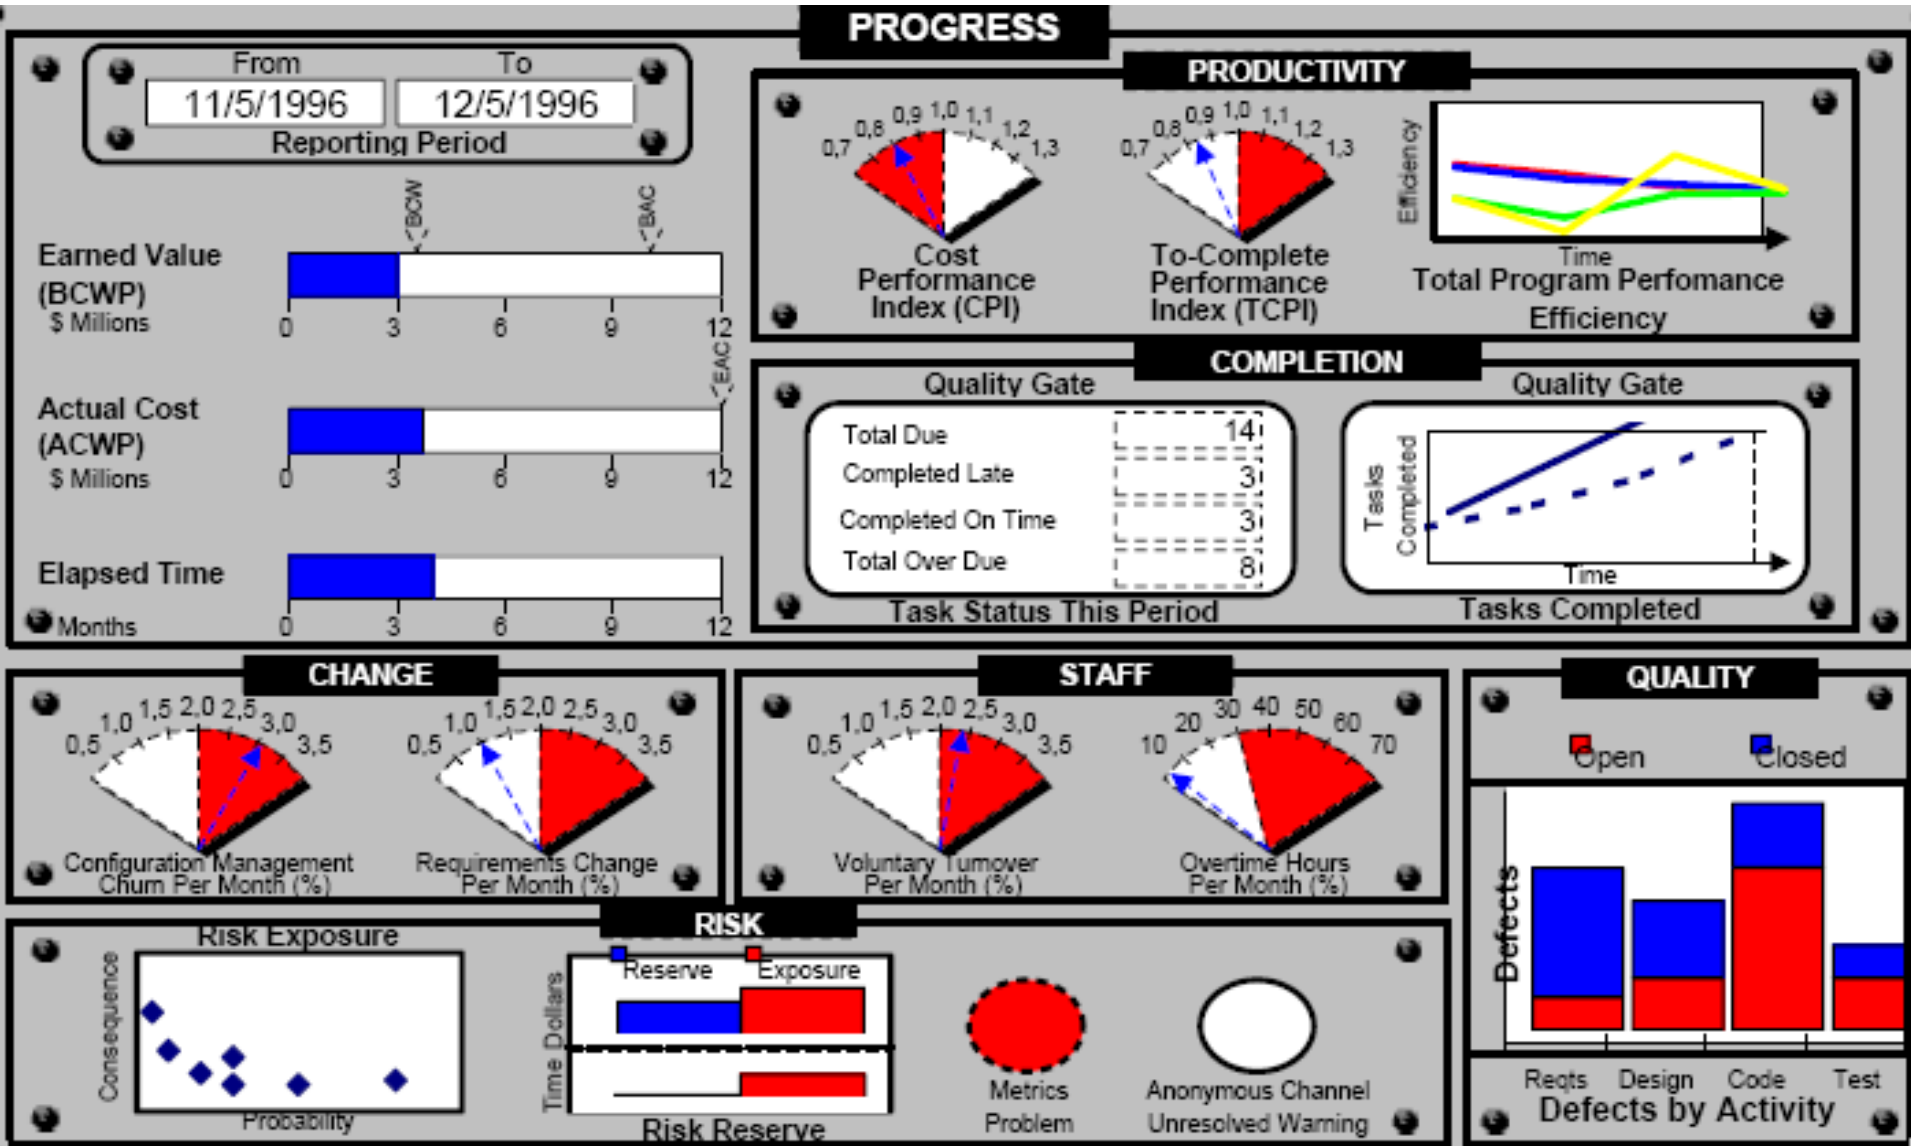 PROGRESS
From
To
11/5/1996
12/5/1996
Reporting Period
BCW
BAC
Earned Value
(BCWP)
$ Millions
0 3 6 9 12
EAC
Actual Cost
(ACWP)
$ Millions
0 3 6 9 12
Elapsed Time
Months
0 3 6 9 12
PRODUCTIVITY
0,7 0,8 0,9 1,0 1,1 1,2 1,3
Cost
Performance
Index (CPI)
0,7 0,8 0,9 1,0 1,1 1,2 1,3
To-Complete
Performance
Index (TCPI)
Efficiency
Time
Total Program Perfomance
Efficiency
COMPLETION
Quality Gate
Total Due 14
Completed Late 3
Completed On Time 3
Total Over Due 8
Task Status This Period
Quality Gate
Tasks
Completed
Time
Tasks Completed
CHANGE
0,5 1,0 1,5 2,0 2,5 3,0 3,5
Configuration Management
Churn Per Month (%)
0,5 1,0 1,5 2,0 2,5 3,0 3,5
Requirements Change
Per Month (%)
STAFF
0,5 1,0 1,5 2,0 2,5 3,0 3,5
Voluntary Turnover
Per Month (%)
10 20 30 40 50 60 70
Overtime Hours
Per Month (%)
QUALITY
Open
Closed
Defects
Reqts Design Code Test
Defects by Activity
RISK
Risk Exposure
Consequence
Probability
Reserve
Exposure
Time Dollars
Risk Reserve
Metrics
Problem
Anonymous Channel
Unresolved Warning